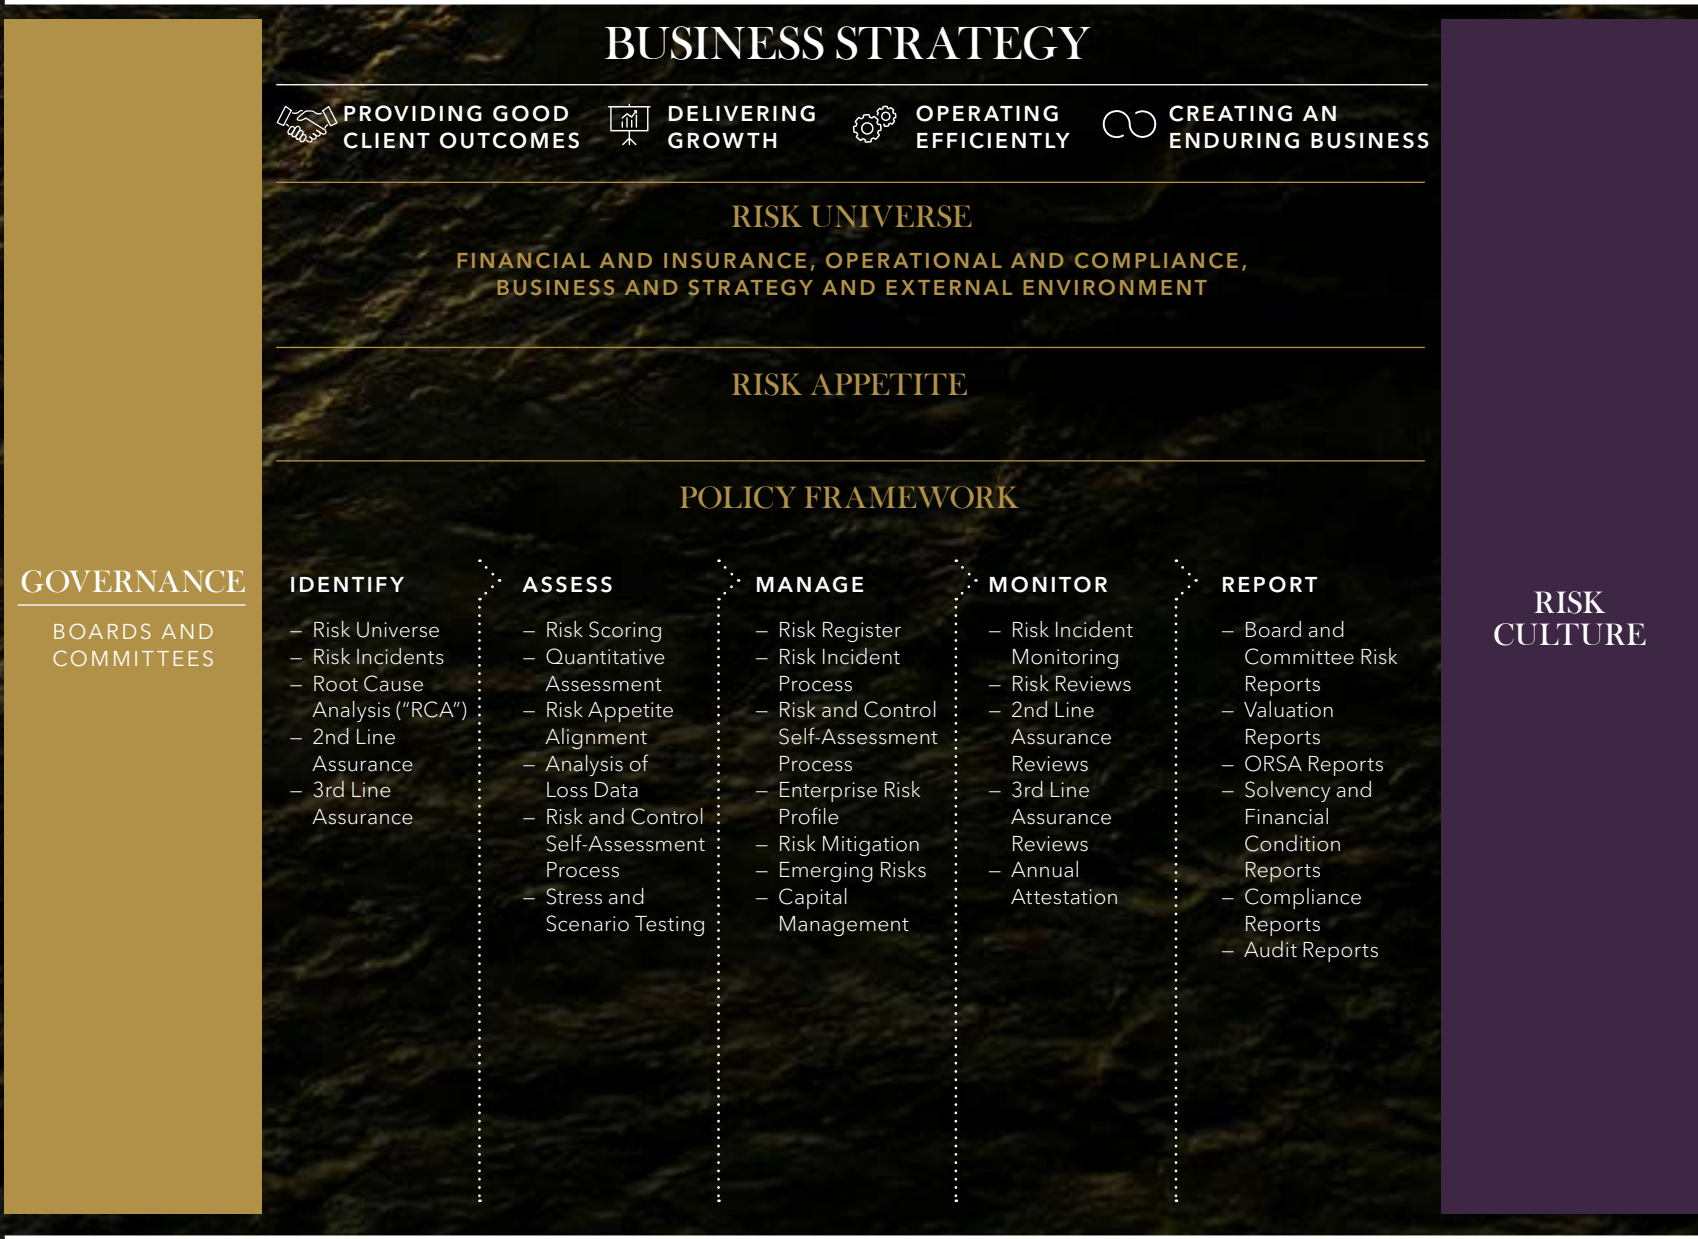 BUSINESS STRATEGY
PROVIDING GOOD
CLIENT OUTCOMES
DELIVERING
GROWTH
OPERATING
EFFICIENTLY
CREATING AN
ENDURING BUSINESS
RISK UNIVERSE
FINANCIAL AND INSURANCE, OPERATIONAL AND COMPLIANCE,
BUSINESS AND STRATEGY AND EXTERNAL ENVIRONMENT
RISK APPETITE
POLICY FRAMEWORK
GOVERNANCE
BOARDS AND
COMMITTEES
IDENTIFY
– Risk Universe
– Risk Incidents
– Root Cause
Analysis (“RCA”)
– 2nd Line
Assurance
– 3rd Line
Assurance
ASSESS
– Risk Scoring
– Quantitative
Assessment
– Risk Appetite
Alignment
– Analysis of
Loss Data
– Risk and Control
Self-Assessment
Process
– Stress and
Scenario Testing
MANAGE
– Risk Register
– Risk Incident
Process
– Risk and Control
Self-Assessment
Process
– Enterprise Risk
Profile
– Risk Mitigation
– Emerging Risks
– Capital
Management
MONITOR
– Risk Incident
Monitoring
– Risk Reviews
– 2nd Line
Assurance
Reviews
– 3rd Line
Assurance
Reviews
– Annual
Attestation
REPORT
– Board and
Committee Risk
Reports
– Valuation
Reports
– ORSA Reports
– Solvency and
Financial
Condition
Reports
– Compliance
Reports
– Audit Reports
RISK
CULTURE